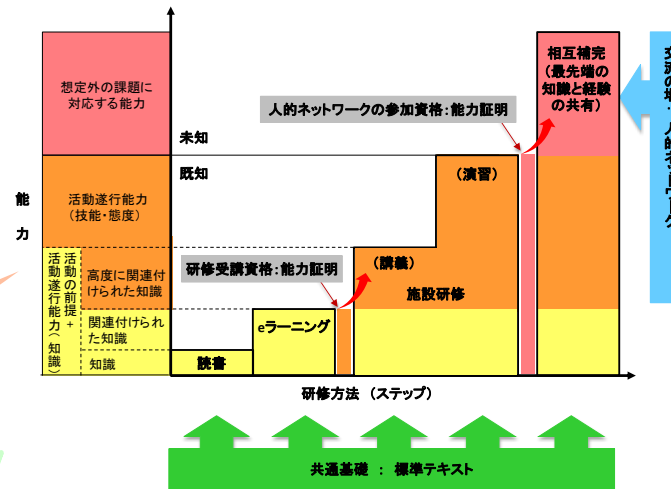 想定外の課題に
対応する能力
活動遂行能力
(技能・態度)
高度に関連付
けられた知識
関連付けられ
た知識
知識
活動の前提+
活動遂行能力(知識)
能
力
未知
既知
読書
eラーニング
研修受講資格:能力証明
(講義)
施設研修
(演習)
人的ネットワークの参加資格:能力証明
相互補完
(最先端の
知識と経験
の共有)
研修方法 (ステップ)
共通基礎 : 標準テキスト